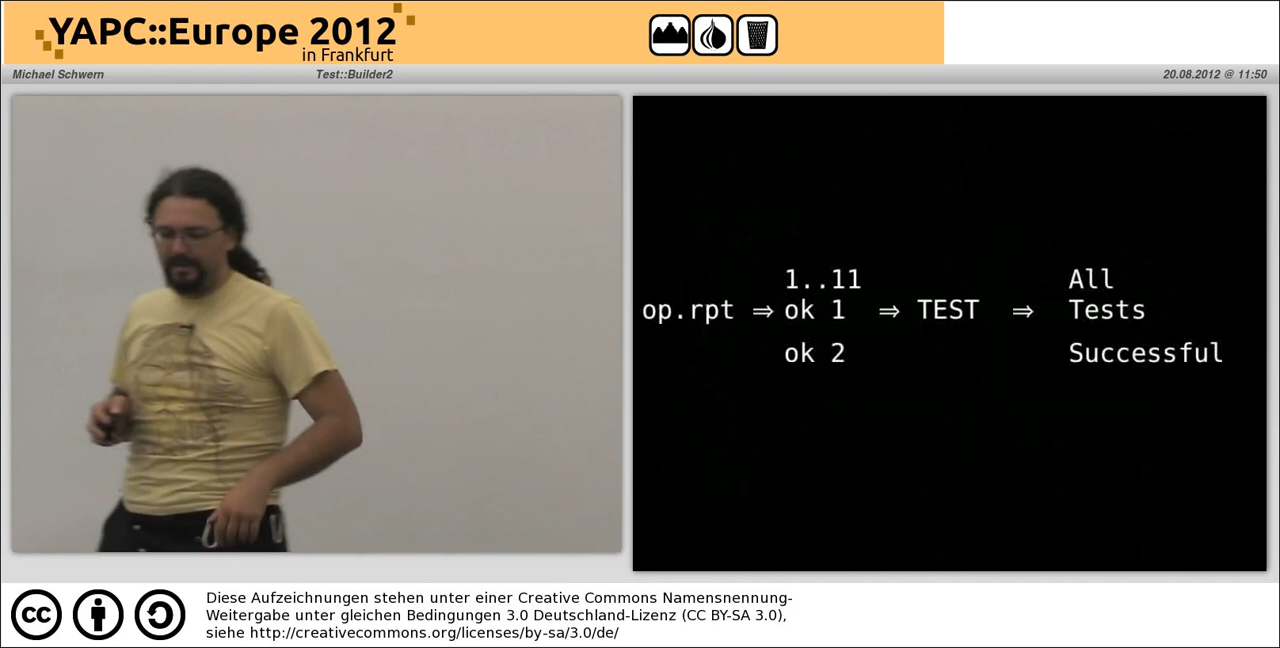 YAPC::Europe 2012
in Frankfurt
Michael Schwern
Test::Builder2
20.08.2012 @ 11:50
1..11
All
op.rpt ⇒ ok 1 ⇒ TEST ⇒ Tests
ok 2
Successful
cc
Diese Aufzeichnungen stehen unter einer Creative Commons Namensnennung-
Weitergabe unter gleichen Bedingungen 3.0 Deutschland-Lizenz (CC BY-SA 3.0),
siehe http://creativecommons.org/licenses/by-sa/3.0/de/